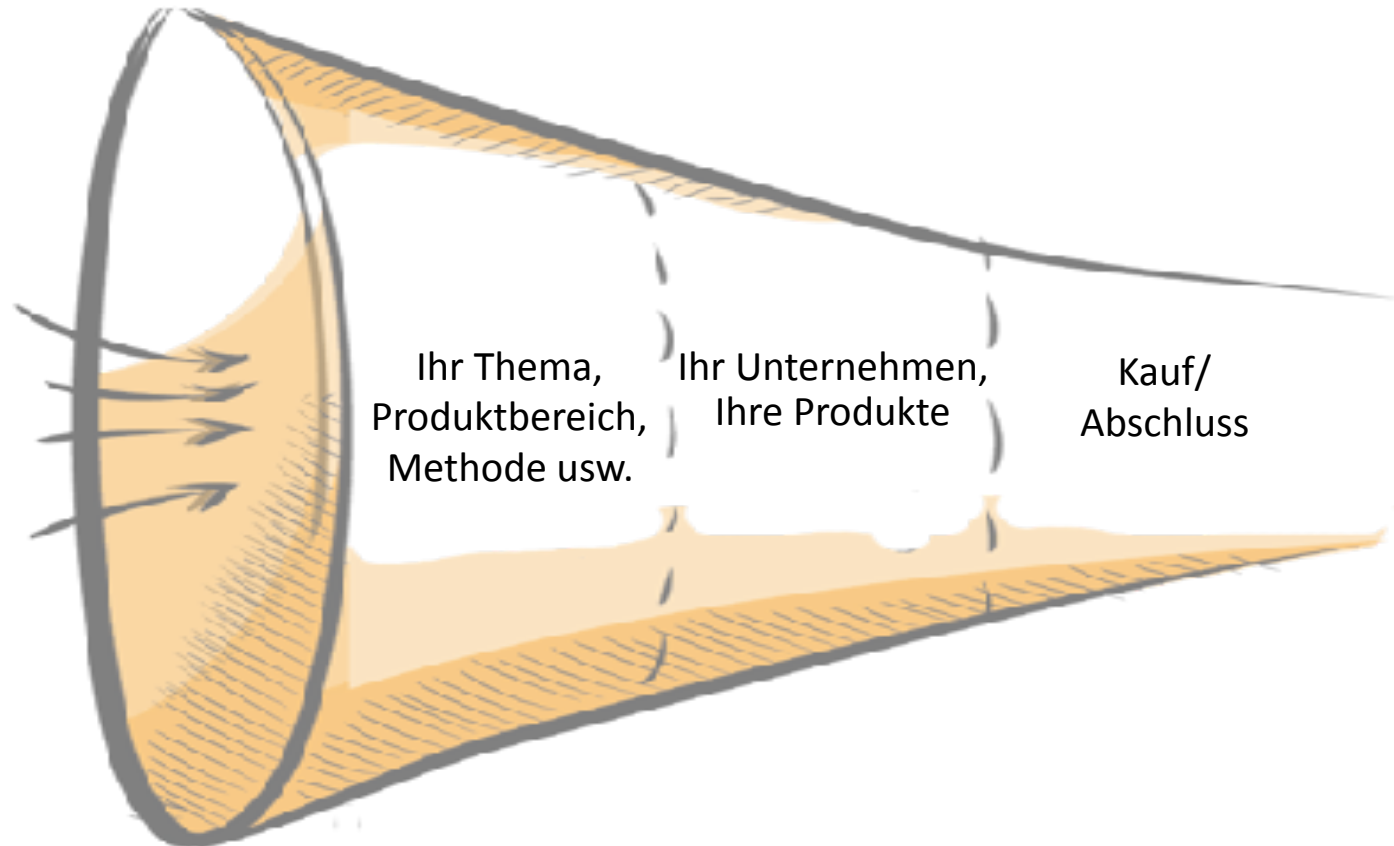 Ihr Thema,
Produktbereich,
Methode usw.
Ihr Unternehmen,
Ihre Produkte
Kauf/
Abschluss